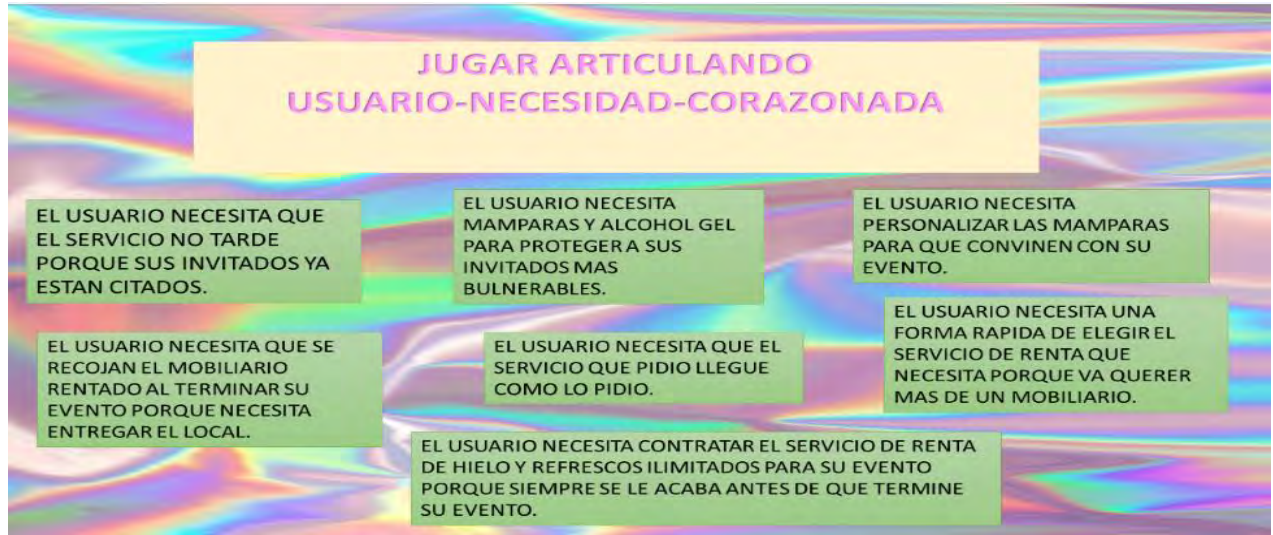 JUGAR ARTICULANDO
USUARIO-NECESIDAD-CORAZONADA
EL USUARIO NECESITA QUE
EL SERVICIO NO TARDE
PORQUE SUS INVITADOS YA
ESTAN CITADOS.
EL USUARIO NECESITA
MAMPARAS Y ALCOHOL GEL
PARA PROTEGER A SUS
INVITADOS MAS
BULNERABLES.
EL USUARIO NECESITA
PERSONALIZAR LAS MAMPARAS
PARA QUE CONVINEN CON SU
EVENTO.
EL USUARIO NECESITA QUE SE
RECOJAN EL MOBILIARIO
RENTADO AL TERMINAR SU
EVENTO PORQUE NECESITA
ENTREGAR EL LOCAL.
EL USUARIO NECESITA QUE EL
SERVICIO QUE PIDIO LLEGUE
COMO LO PIDIO.
EL USUARIO NECESITA UNA
FORMA RAPIDA DE ELEGIR EL
SERVICIO DE RENTA QUE
NECESITA PORQUE VA QUERER
MAS DE UN MOBILIARIO.
EL USUARIO NECESITA CONTRATAR EL SERVICIO DE RENTA
DE HIELO Y REFRESCOS ILIMITADOS PARA SU EVENTO
PORQUE SIEMPRE SE LE ACABA ANTES DE QUE TERMINE
SU EVENTO.